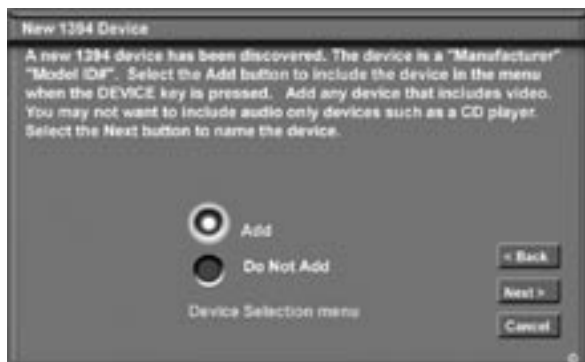 New 1394 Device
A new 1394 device has been discovered. The device is a "Manufacturer"
"Model ID#". Select the Add button to include the device in the menu
when the DEVICE key is pressed. Add any device that includes video.
You may not want to include audio only devices such as a CD player.
Select the Next button to name the device.
Add
Do Not Add
Device Selection menu
< Back
Next >
Cancel